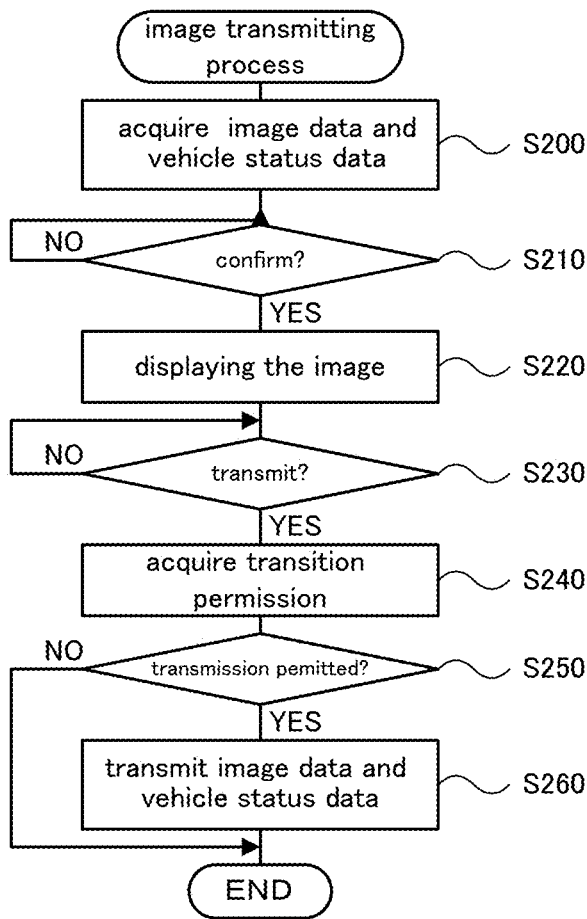 image transmitting
process
acquire image data and
vehicle status data
S200
NO
confirm?
S210
YES
displaying the image
S220
NO
transmit?
S230
YES
acquire transition
permission
S240
NO
transmission pemitted?
S250
YES
transmit image data and
vehicle status data
S260
END